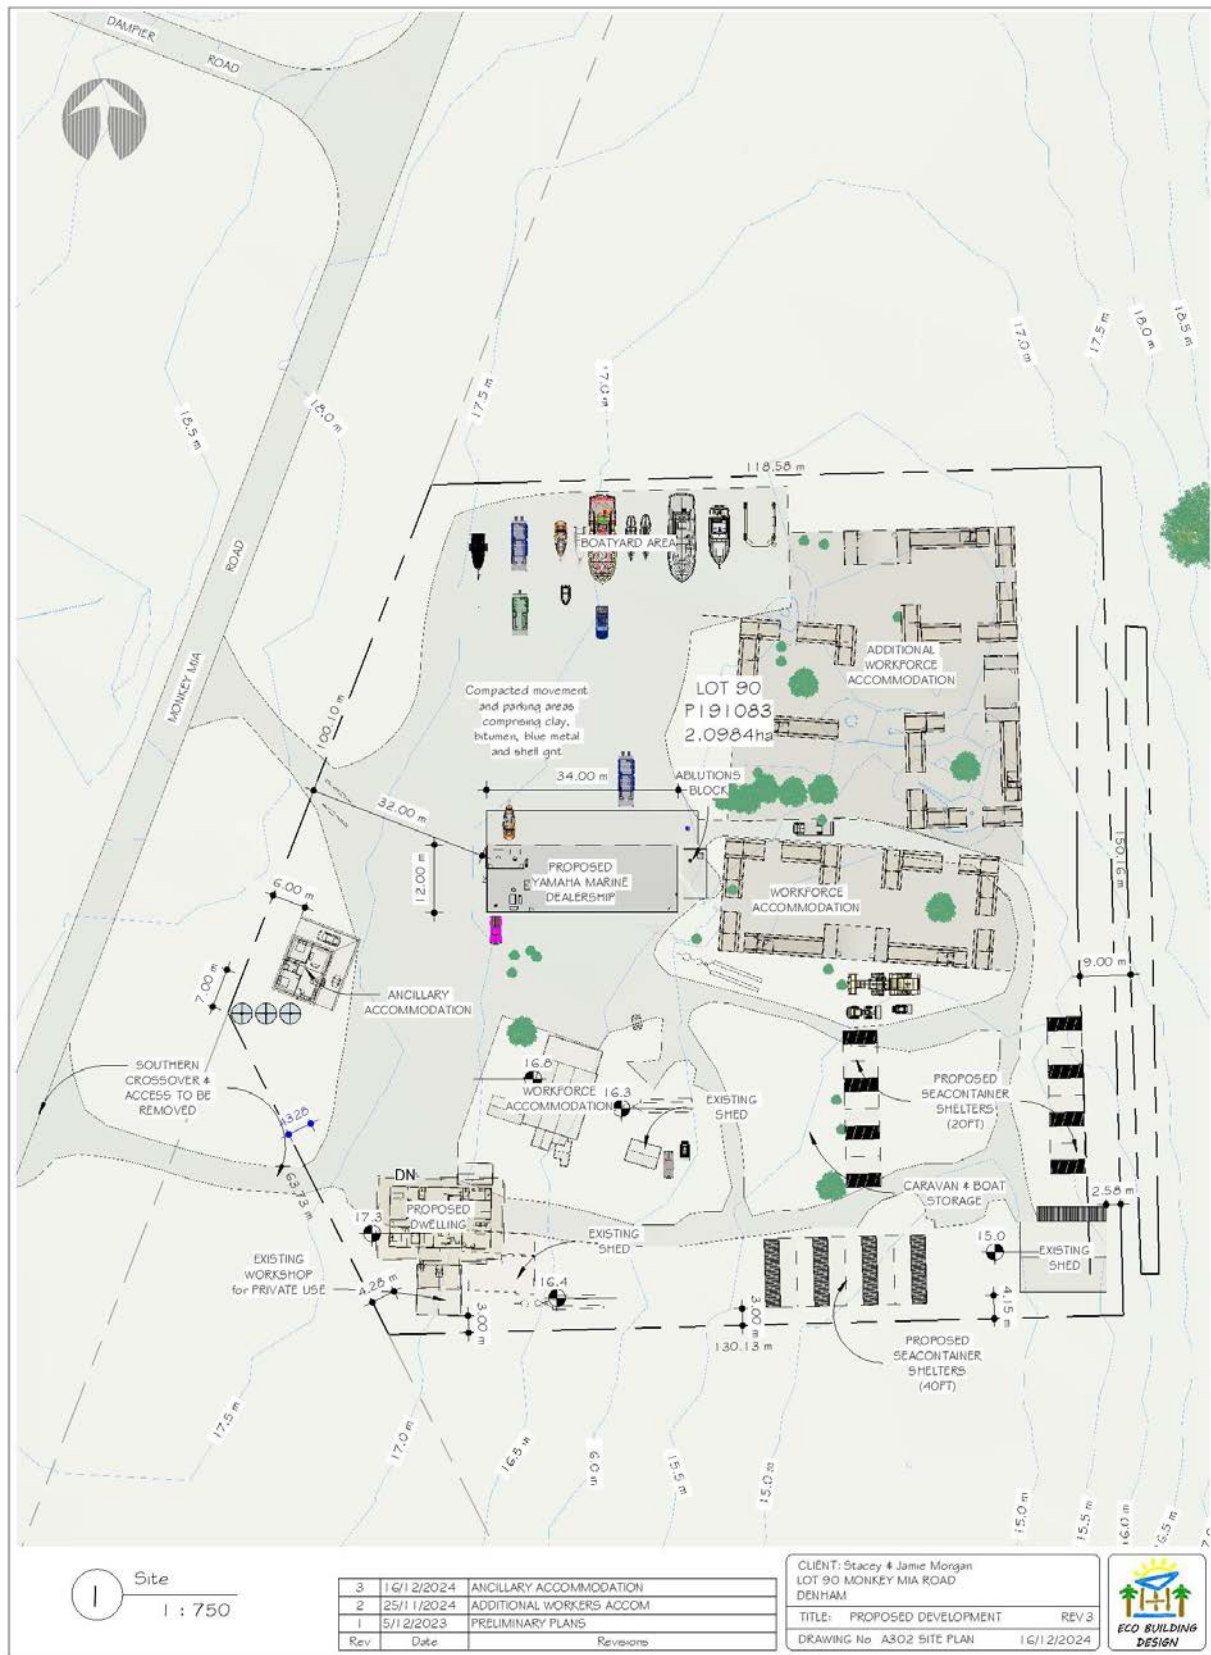 DAMPIER
ROAD
18.5 m
18.0 m
17.5 m
17.0 m
17.0 m
17.5 m
18.0 m
18.5 m
118.58 m
BOATYARD AREA
ROAD
MONKEY MIA
100.10 m
ADDITIONAL
WORKFORCE
ACCOMMODATION
Compacted movement
and parking areas
comprising clay,
bitumen, blue metal
and shell grit
LOT 90
P191083
2.0984ha
34.00 m
ABLUTIONS
BLOCK
32.00 m
12.00 m
PROPOSED
YAMAHA MARINE
DEALERSHIP
WORKFORCE
ACCOMMODATION
150.16 m
6.00 m
7.00 m
9.00 m
ANCILLARY
ACCOMMODATION
SOUTHERN
CROSSOVER &
ACCESS TO BE
REMOVED
A328
63.73 m
16.8
WORKFORCE
ACCOMMODATION
16.3
EXISTING
SHED
PROPOSED
SEACONTAINER
SHELTERS
(20FT)
CARAVAN & BOAT
STORAGE
2.58 m
DN
PROPOSED
DWELLING
17.3
EXISTING
SHED
15.0
EXISTING
SHED
EXISTING
WORKSHOP
for PRIVATE USE
4.28 m
16.4
3.00 m
3.00 m
4.15 m
130.13 m
PROPOSED
SEACONTAINER
SHELTERS
(40FT)
17.5 m
17.0 m
16.5 m
6.0 m
15.5 m
15.0 m
15.0 m
15.5 m
16.0 m
6.5 m
1
Site
1 : 750
3 16/12/2024 ANCILLARY ACCOMMODATION
2 25/11/2024 ADDITIONAL WORKERS ACCOM
1 5/12/2023 PRELIMINARY PLANS
Rev Date Revisions
CLIENT: Stacey & Jamie Morgan
LOT 90 MONKEY MIA ROAD
DENHAM
TITLE: PROPOSED DEVELOPMENT REV 3
DRAWING No A302 SITE PLAN 16/12/2024
ECO BUILDING
DESIGN